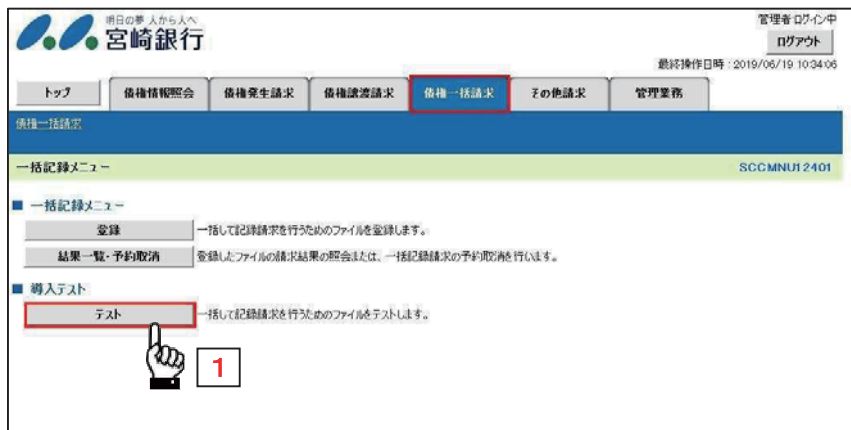 明日の夢 人から人へ
宮崎銀行
管理者 ログイン中
ログアウト
最終操作日時：2019/06/19 10:34:06
トップ 債権情報照会 債権発生請求 債権譲渡請求 債権一括請求 その他請求 管理業務
債権一括請求
一括記録メニュー SCCMNU12401
■ 一括記録メニュー
登録 一括して記録請求を行うためのファイルを登録します。
結果一覧・予約取消 登録したファイルの請求結果の照会または、一括記録請求の予約取消を行います。
■ 導入テスト
テスト 一括して記録請求を行うためのファイルをテストします。
1